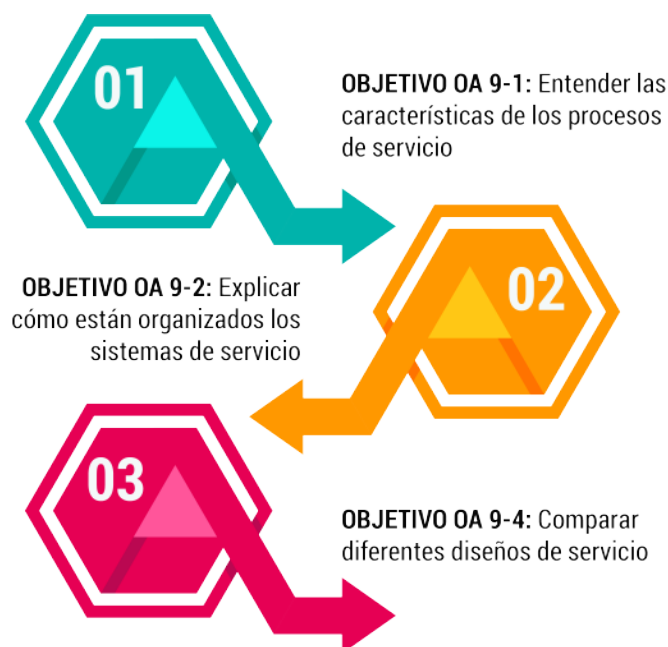 01
OBJETIVO OA 9-1: Entender las
características de los procesos
de servicio
02
OBJETIVO OA 9-2: Explicar
cómo están organizados los
sistemas de servicio
03
OBJETIVO OA 9-4: Comparar
diferentes diseños de servicio